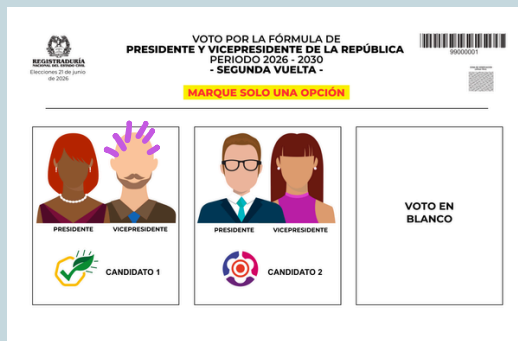 REGISTRADURÍA
NACIONAL DEL ESTADO CIVIL
Elecciones 21 de junio
de 2026
VOTO POR LA FÓRMULA DE
PRESIDENTE Y VICEPRESIDENTE DE LA REPÚBLICA
PERIODO 2026 - 2030
- SEGUNDA VUELTA -
99000001
MARQUE SOLO UNA OPCIÓN
PRESIDENTE VICEPRESIDENTE
CANDIDATO 1
PRESIDENTE VICEPRESIDENTE
CANDIDATO 2
VOTO EN
BLANCO